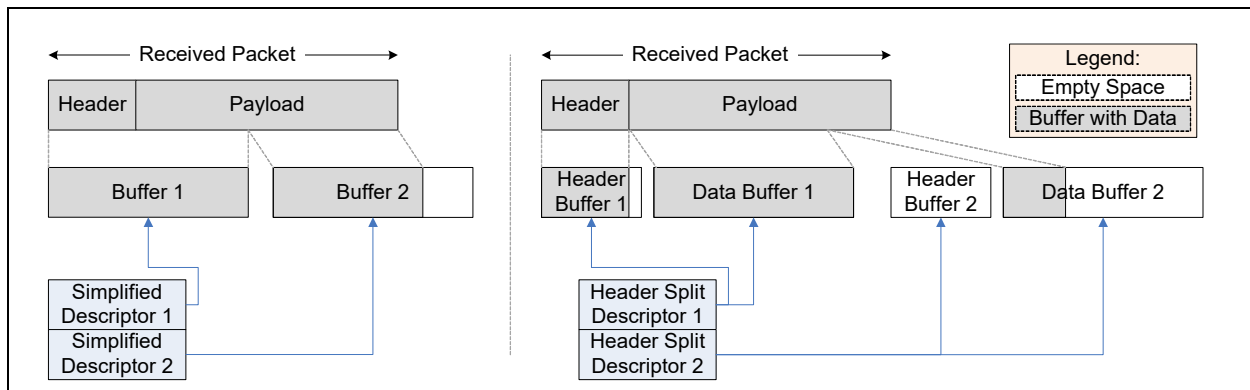 Received Packet
Header
Payload
Buffer 1
Buffer 2
Simplified
Descriptor 1
Simplified
Descriptor 2
Received Packet
Header
Payload
Header
Buffer 1
Data Buffer 1
Header
Buffer 2
Data Buffer 2
Header Split
Descriptor 1
Header Split
Descriptor 2
Legend:
Empty Space
Buffer with Data